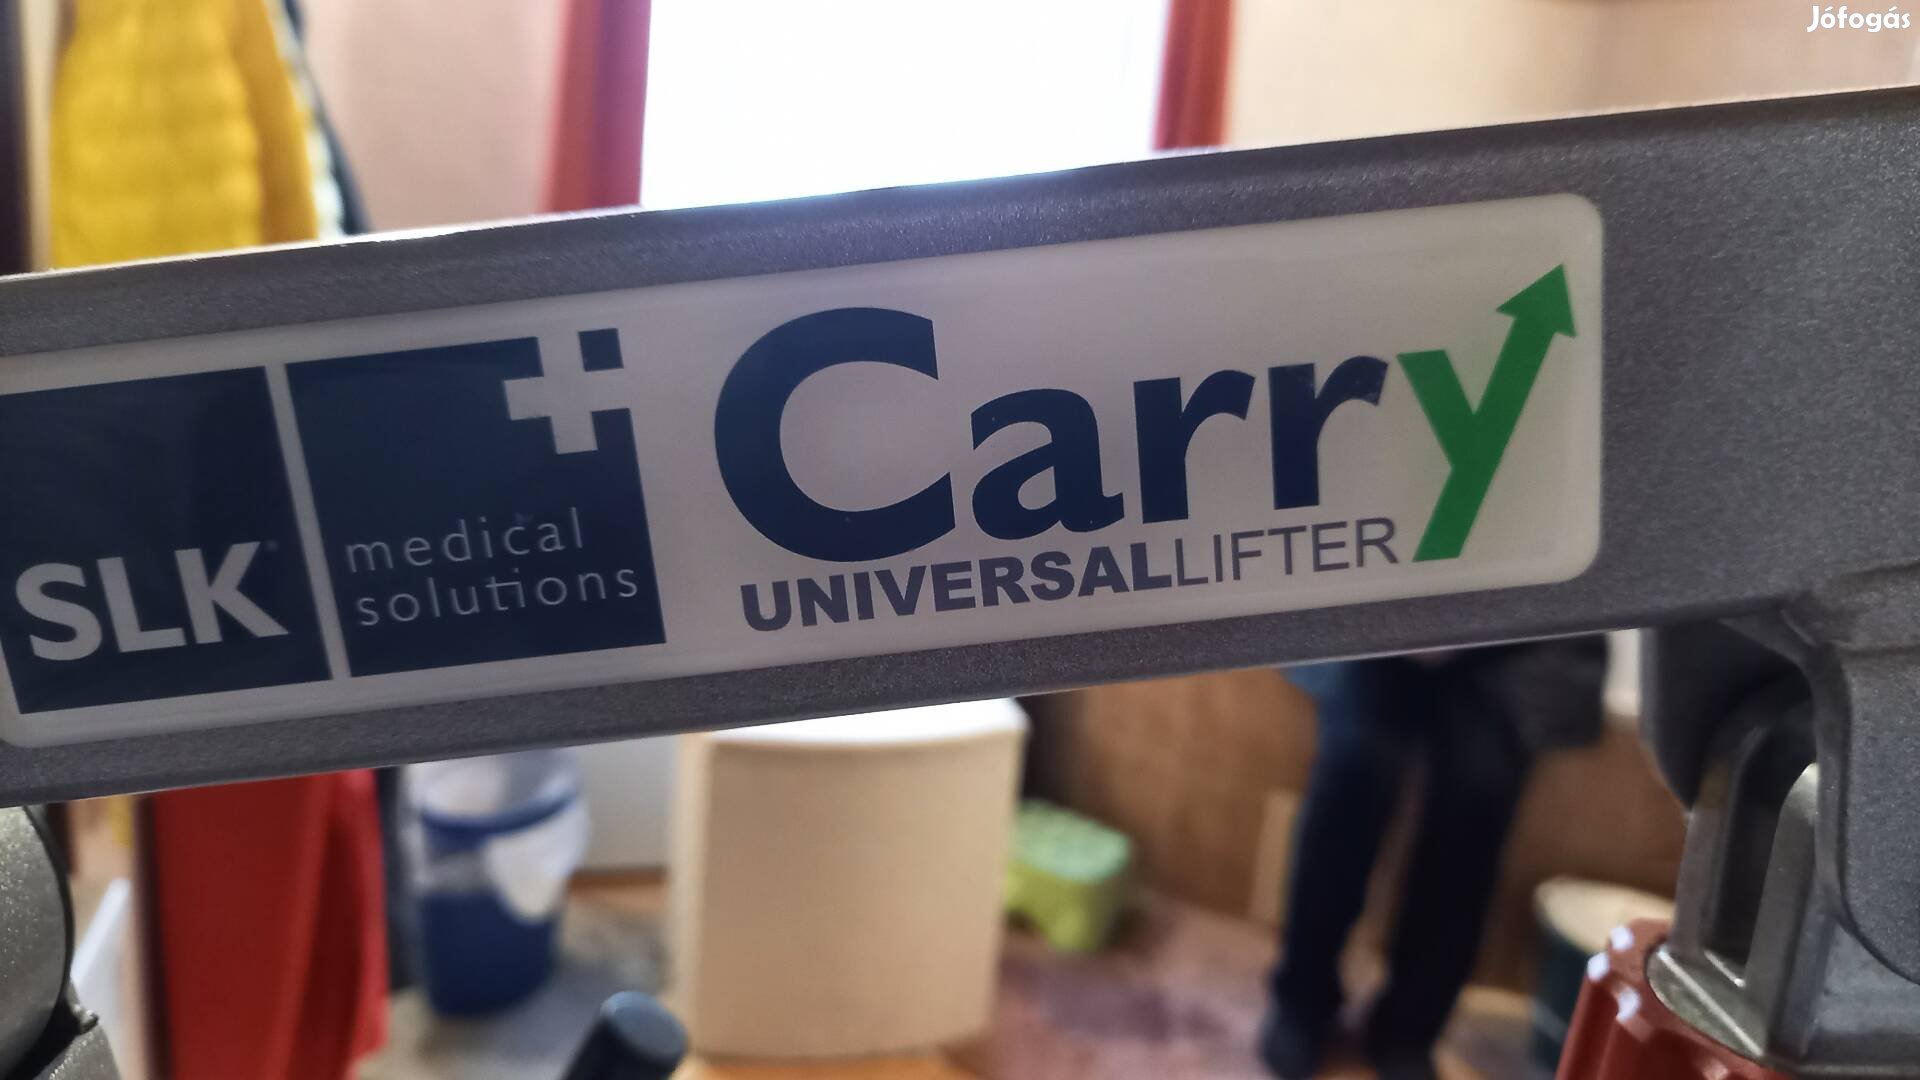 Jófogás
SLK
medical
solutions
Carry
UNIVERSALLIFTER